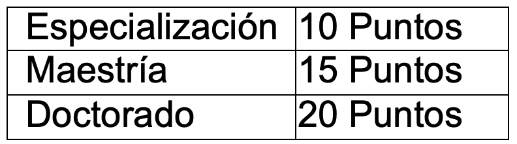 Especialización 10 Puntos
Maestría 15 Puntos
Doctorado 20 Puntos